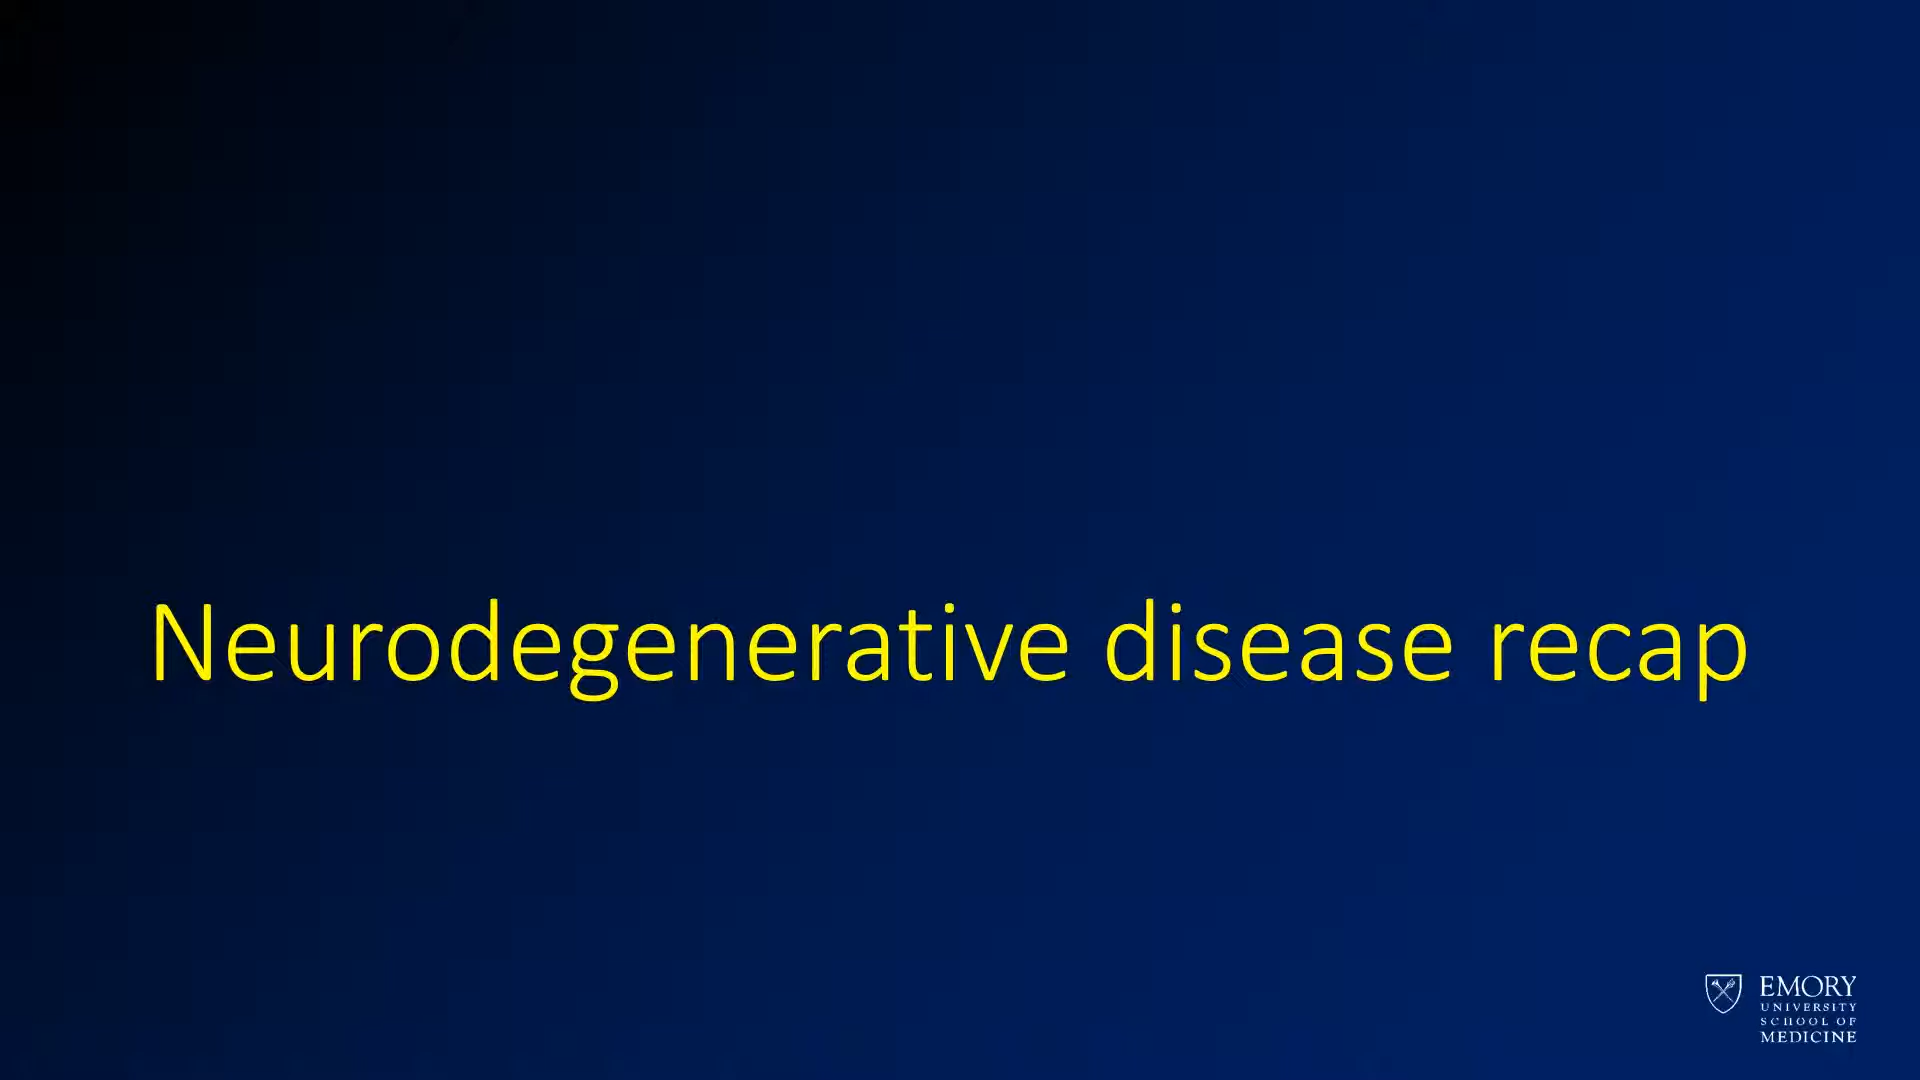 Neurodegenerative disease recap
EMORY
UNIVERSITY
SCHOOL OF
MEDICINE